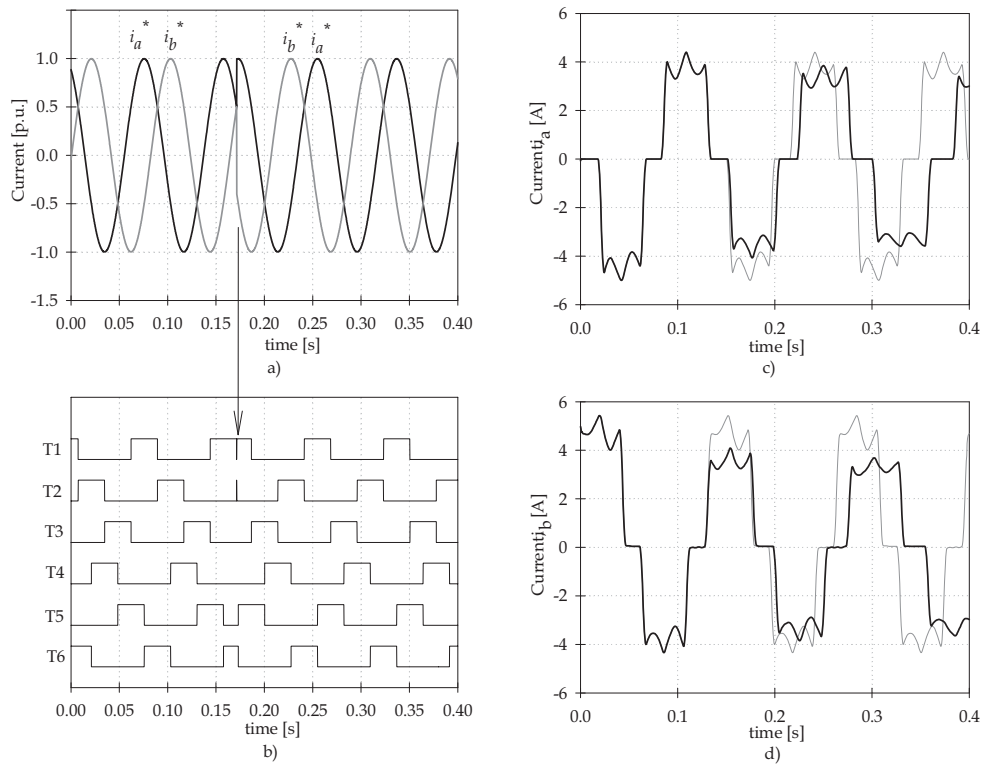 i_a* i_b* i_b* i_a*
Current [p.u.]
1.0
0.5
0.0
-0.5
-1.0
-1.5
0.00 0.05 0.10 0.15 0.20 0.25 0.30 0.35 0.40
time [s]
a)
T1
T2
T3
T4
T5
T6
0.00 0.05 0.10 0.15 0.20 0.25 0.30 0.35 0.40
time [s]
b)
Current i_a [A]
6
4
2
0
-2
-4
-6
0.0 0.1 0.2 0.3 0.4
time [s]
c)
Current i_b [A]
6
4
2
0
-2
-4
-6
0.0 0.1 0.2 0.3 0.4
time [s]
d)